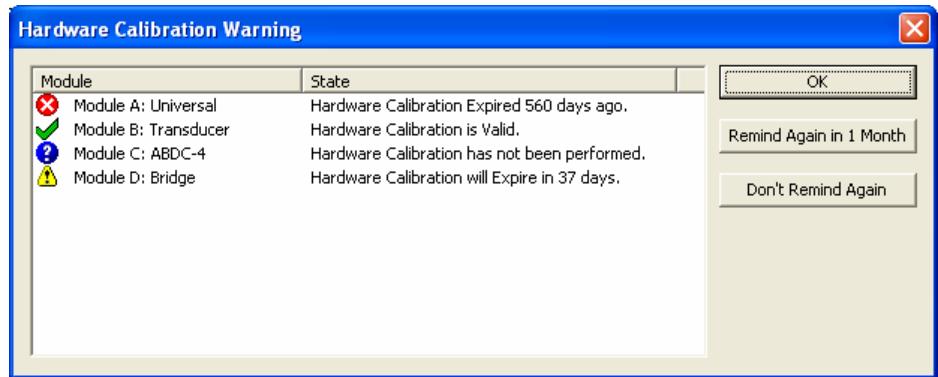 Hardware Calibration Warning
Module State
Module A: Universal Hardware Calibration Expired 560 days ago.
Module B: Transducer Hardware Calibration is Valid.
Module C: ABDC-4 Hardware Calibration has not been performed.
Module D: Bridge Hardware Calibration will Expire in 37 days.
OK
Remind Again in 1 Month
Don't Remind Again